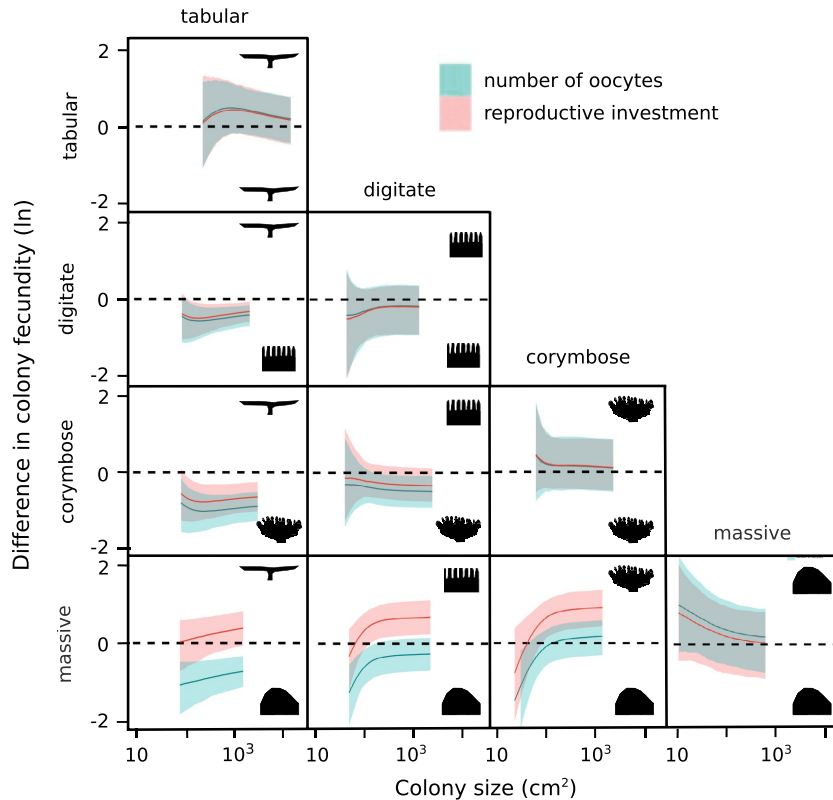 tabular
2
0
-2
tabular
number of oocytes
reproductive investment
digitate
2
0
-2
digitate
corymbose
2
0
-2
corymbose
massive
2
0
-2
massive
10 10³ 10 10³ 10 10³ 10 10³
Colony size (cm²)
Difference in colony fecundity (ln)